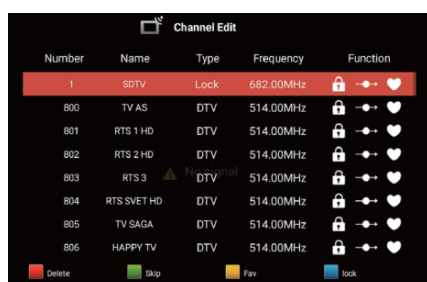 Channel Edit
Number Name Type Frequency Function
1 SDTV Lock 682.00MHz
800 TV AS DTV 514.00MHz
801 RTS 1 HD DTV 514.00MHz
802 RTS 2 HD DTV 514.00MHz
No signal
803 RTS 3 DTV 514.00MHz
804 RTS SVET HD DTV 514.00MHz
805 TV SAGA DTV 514.00MHz
806 HAPPY TV DTV 514.00MHz
Delete Skip Fav lock